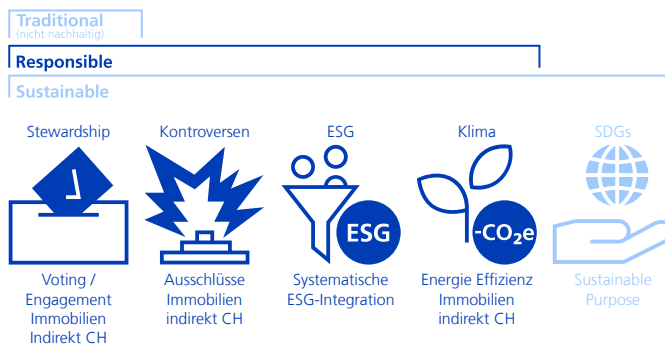 Traditional
(nicht nachhaltig)
Responsible
Sustainable
Stewardship
Kontroversen
ESG
Klima
SDGs
ESG
-CO₂e
Voting /
Engagement
Immobilien
Indirekt CH
Ausschlüsse
Immobilien
indirekt CH
Systematische
ESG-Integration
Energie Effizienz
Immobilien
indirekt CH
Sustainable
Purpose